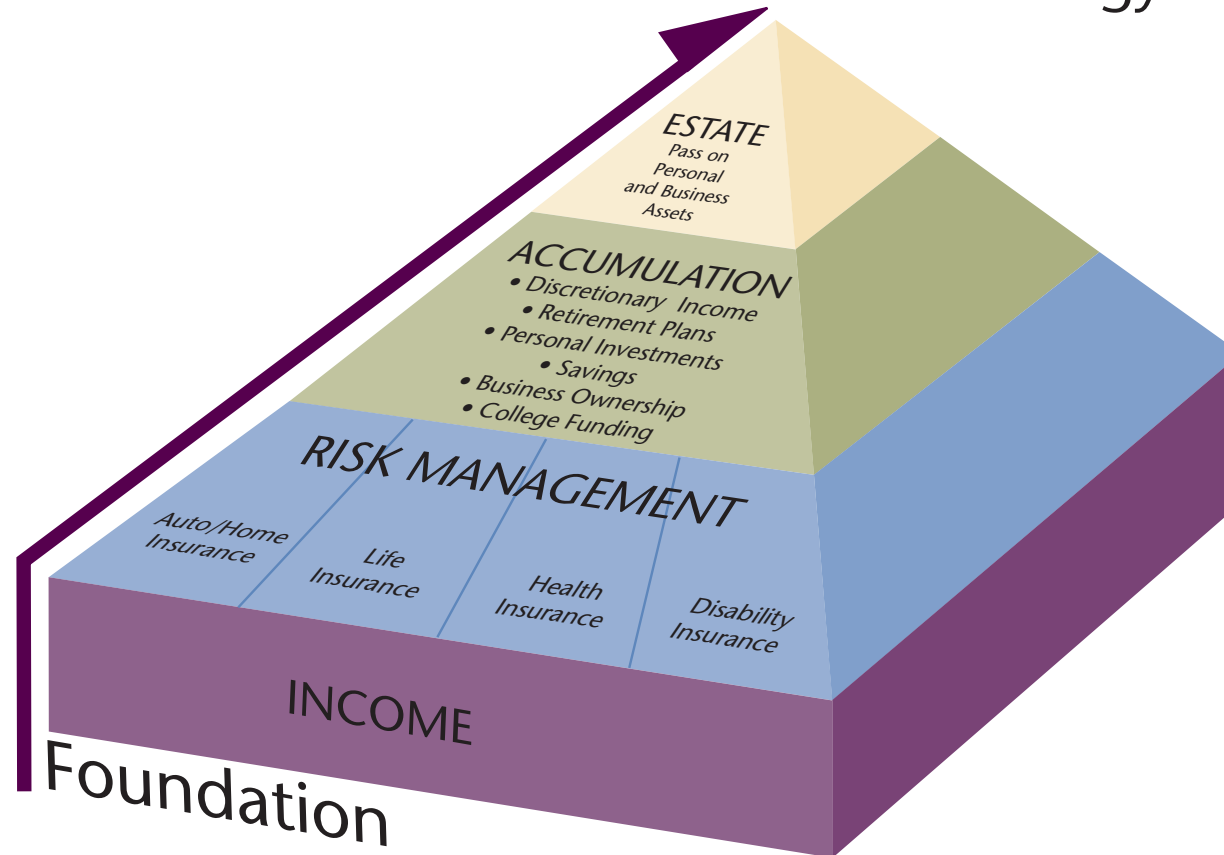 ESTATE
Pass on
Personal
and Business
Assets
ACCUMULATION
• Discretionary Income
• Retirement Plans
• Personal Investments
• Savings
• Business Ownership
• College Funding
RISK MANAGEMENT
Auto/Home
Insurance
Life
Insurance
Health
Insurance
Disability
Insurance
INCOME
Foundation